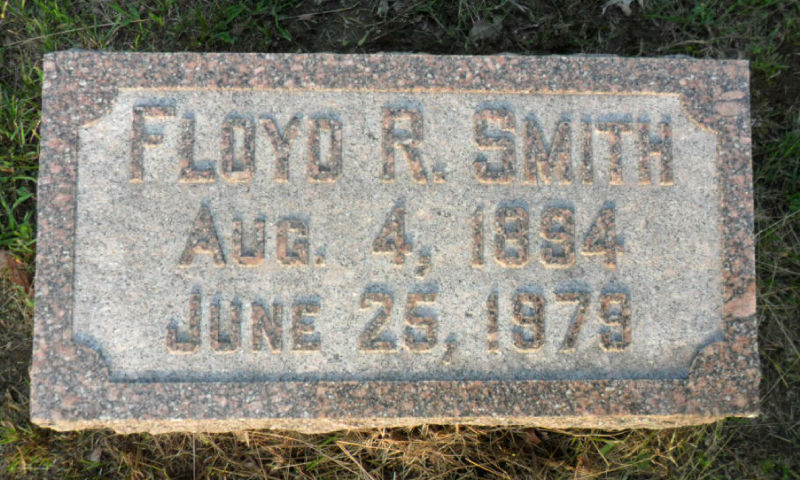 FLOYD R. SMITH
AUG. 4, 1894
JUNE 25, 1979